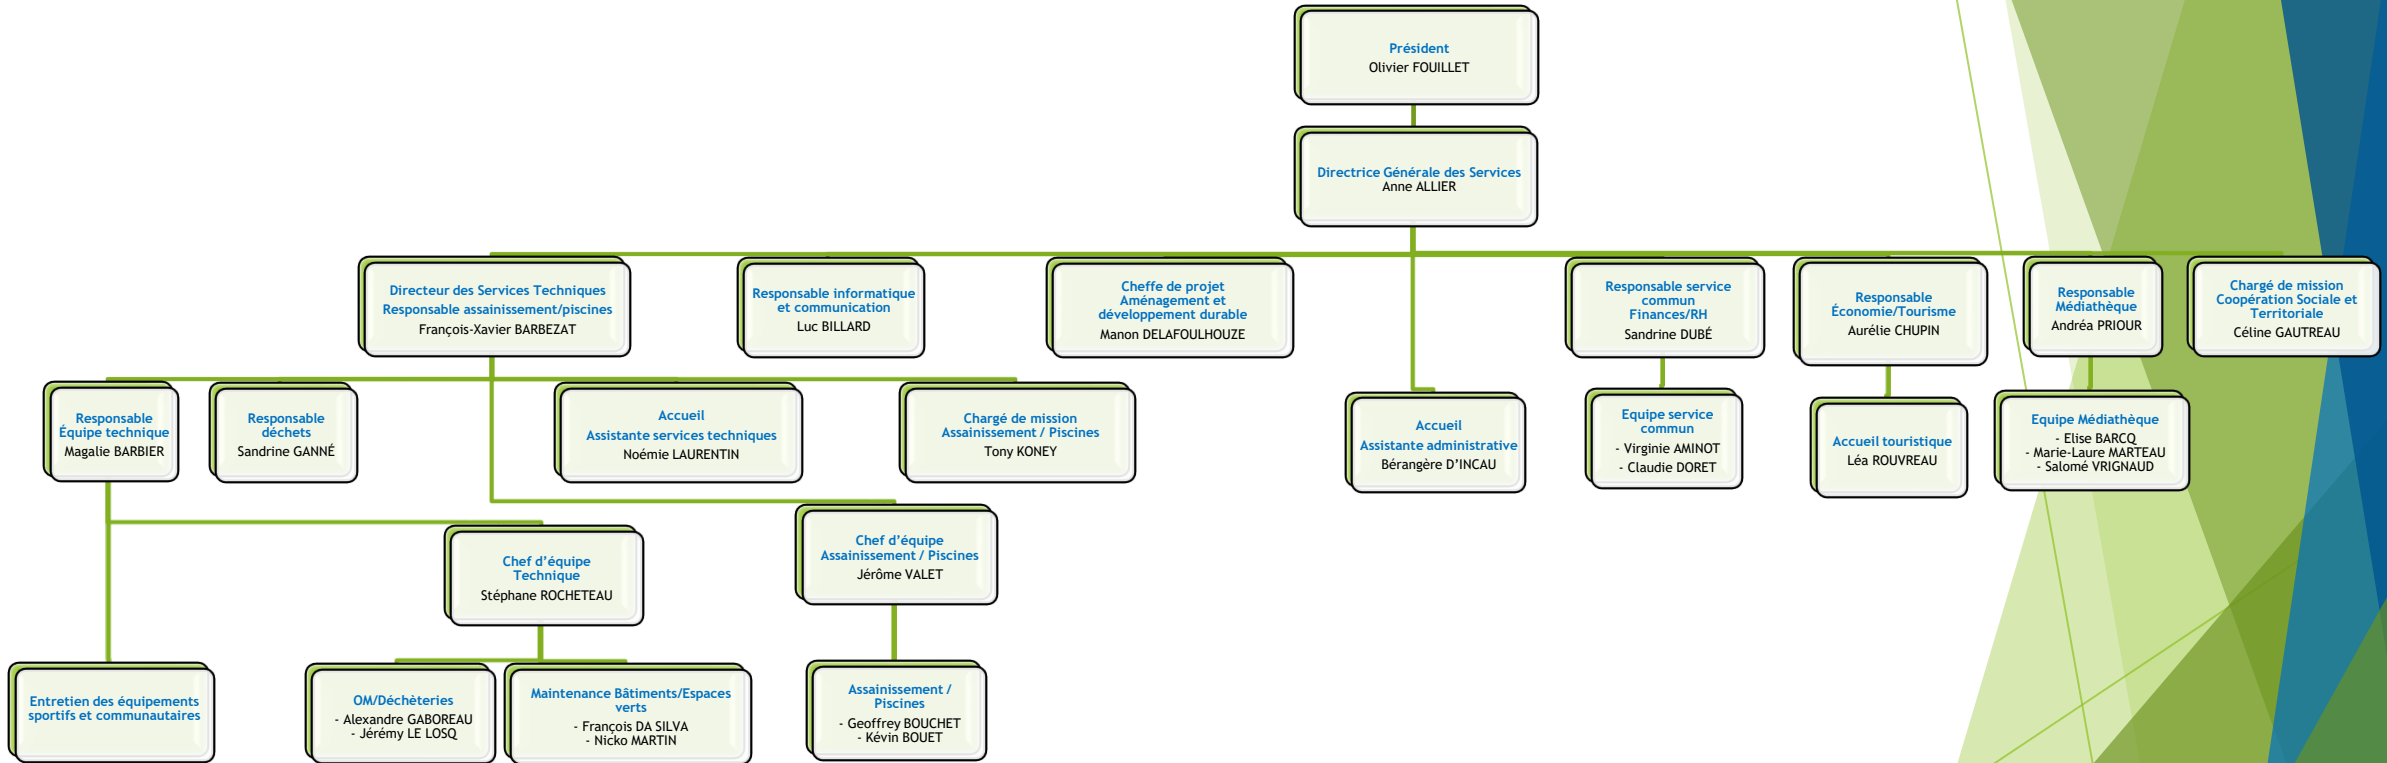 Président
Olivier FOUILLET
Directrice Générale des Services
Anne ALLIER
Directeur des Services Techniques
Responsable assainissement/piscines
François-Xavier BARBEZAT
Responsable informatique
et communication
Luc BILLARD
Cheffe de projet
Aménagement et
développement durable
Manon DELAFOULHOUZE
Responsable service
commun
Finances/RH
Sandrine DUBÉ
Responsable
Économie/Tourisme
Aurélie CHUPIN
Responsable
Médiathèque
Andréa PRIOUR
Chargé de mission
Coopération Sociale et
Territoriale
Céline GAUTREAU
Responsable
Équipe technique
Magalie BARBIER
Responsable
déchets
Sandrine GANNÉ
Accueil
Assistante services techniques
Noémie LAURENTIN
Chargé de mission
Assainissement / Piscines
Tony KONEY
Accueil
Assistante administrative
Bérangère D’INCAU
Equipe service
commun
- Virginie AMINOT
- Claudie DORET
Accueil touristique
Léa ROUVREAU
Equipe Médiathèque
- Elise BARCQ
- Marie-Laure MARTEAU
- Salomé VRIGNAUD
Chef d’équipe
Technique
Stéphane ROCHETEAU
Chef d’équipe
Assainissement / Piscines
Jérôme VALET
Entretien des équipements
sportifs et communautaires
OM/Déchèteries
- Alexandre GABOREAU
- Jérémy LE LOSQ
Maintenance Bâtiments/Espaces
verts
- François DA SILVA
- Nicko MARTIN
Assainissement /
Piscines
- Geoffrey BOUCHET
- Kévin BOUET